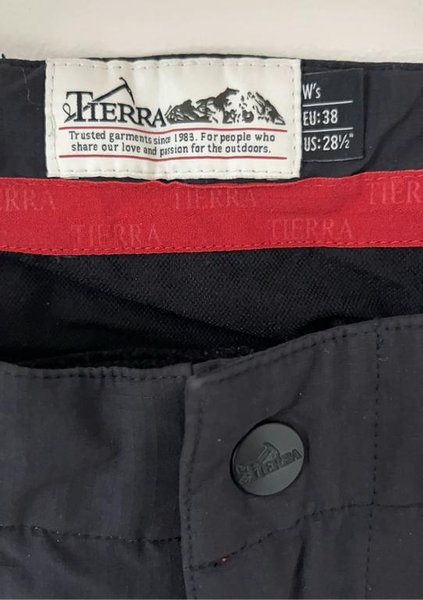 TIERRA
Trusted garments since 1983. For people who
share our love and passion for the outdoors.
W's
EU:38
US:28½"
TIERRA TIERRA TIERRA
TIERRA TIERRA
TIERRA